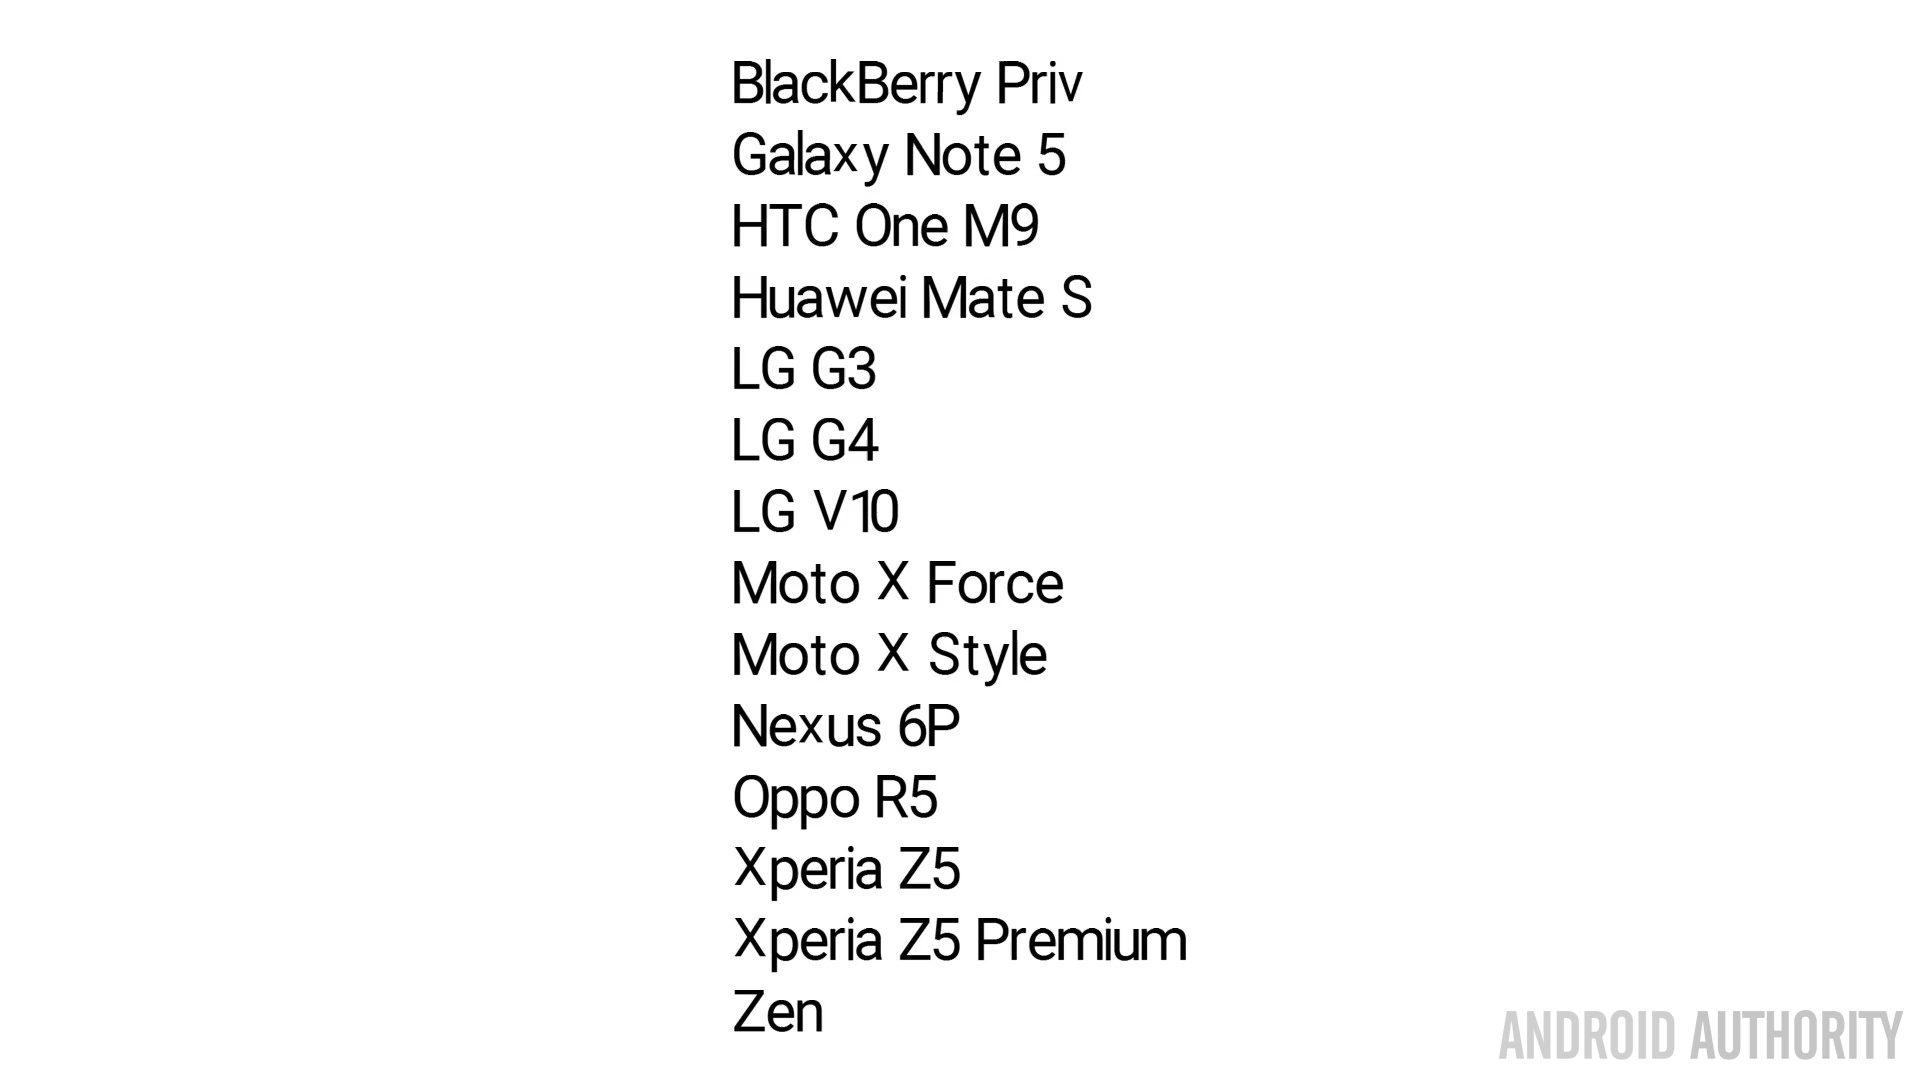 BlackBerry Priv
Galaxy Note 5
HTC One M9
Huawei Mate S
LG G3
LG G4
LG V10
Moto X Force
Moto X Style
Nexus 6P
Oppo R5
Xperia Z5
Xperia Z5 Premium
Zen
ANDROID AUTHORITY